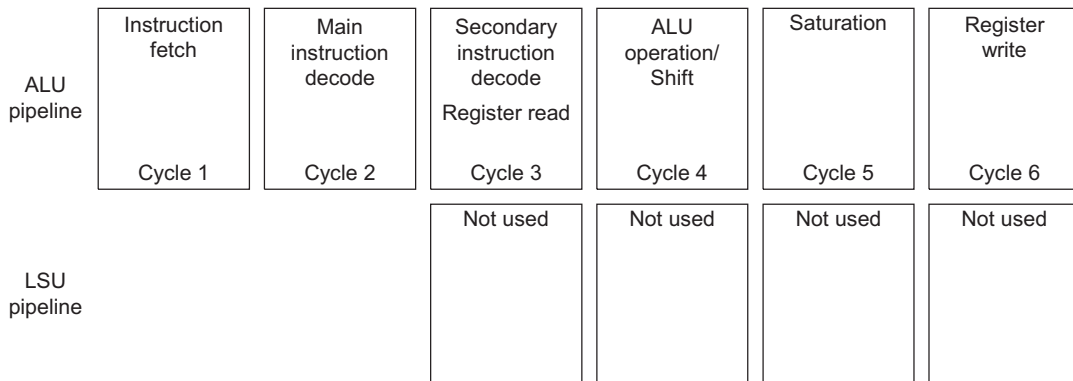 ALU
pipeline
Instruction
fetch
Cycle 1
Main
instruction
decode
Cycle 2
Secondary
instruction
decode
Register read
Cycle 3
ALU
operation/
Shift
Cycle 4
Saturation
Cycle 5
Register
write
Cycle 6
LSU
pipeline
Not used
Not used
Not used
Not used